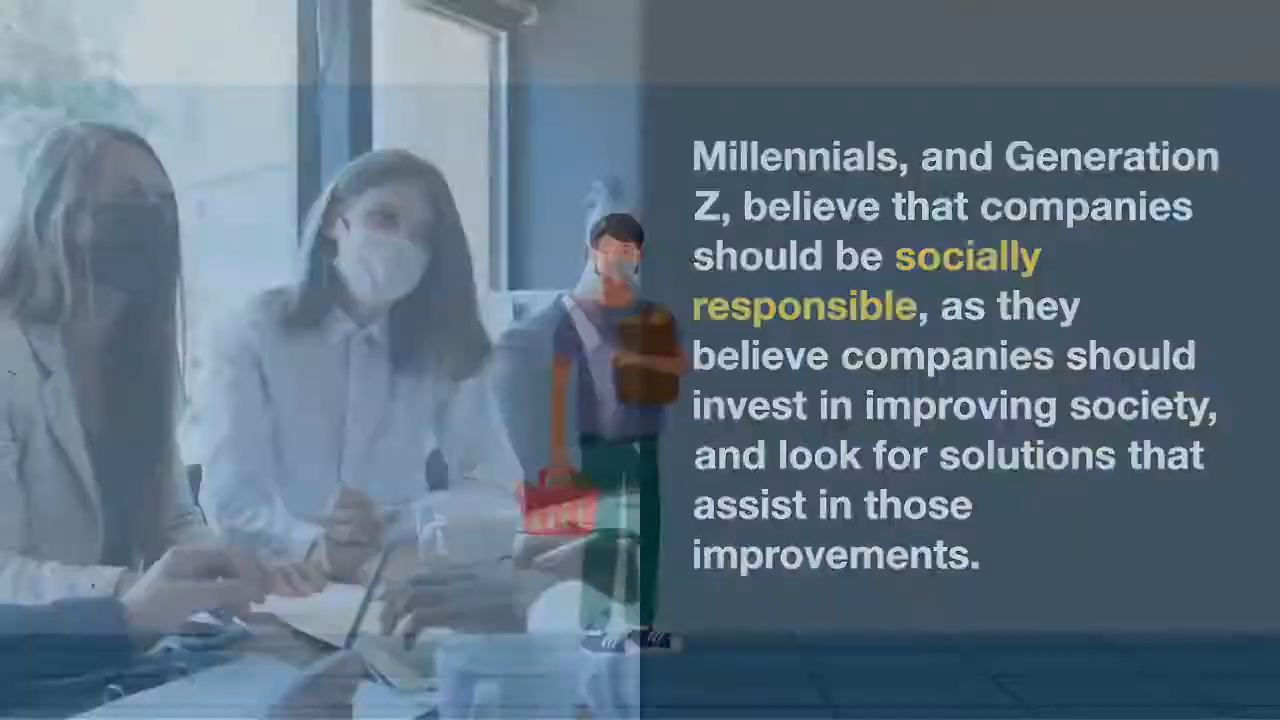 Millennials, and Generation
Z, believe that companies
should be socially
responsible, as they
believe companies should
invest in improving society,
and look for solutions that
assist in those
improvements.